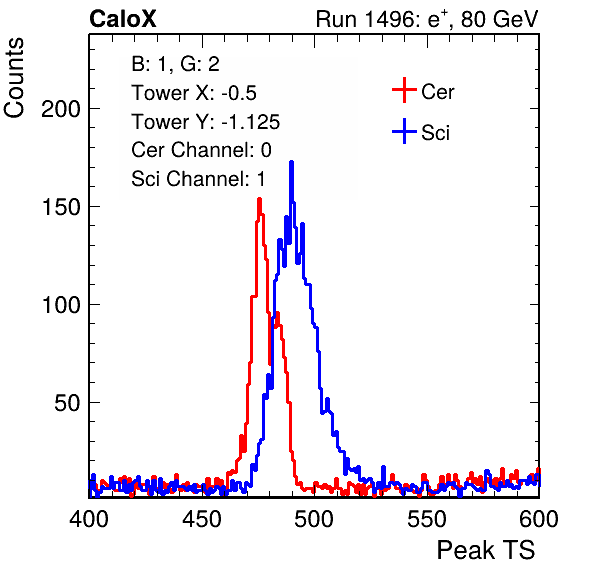 CaloX Run 1496: e⁺, 80 GeV
Counts
B: 1, G: 2
Tower X: -0.5
Tower Y: -1.125
Cer Channel: 0
Sci Channel: 1
Cer
Sci
200
150
100
50
400 450 500 550 600
Peak TS